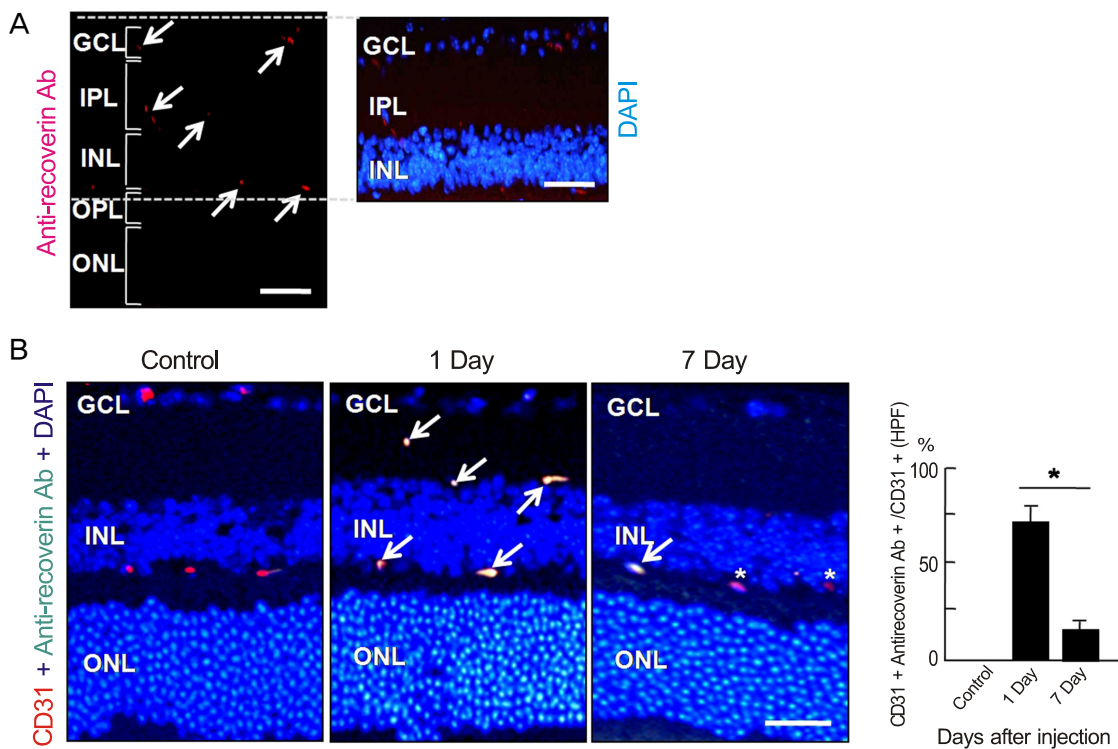 A
Anti-recoverin Ab
GCL
IPL
INL
OPL
ONL
GCL
IPL
INL
DAPI
B
Control
1 Day
7 Day
CD31 + Anti-recoverin Ab + DAPI
GCL
INL
ONL
GCL
INL
ONL
GCL
INL
*
*
ONL
CD31 + Antirecoverin Ab + /CD31 + (HPF)
%
100
50
0
*
Control
1 Day
7 Day
Days after injection